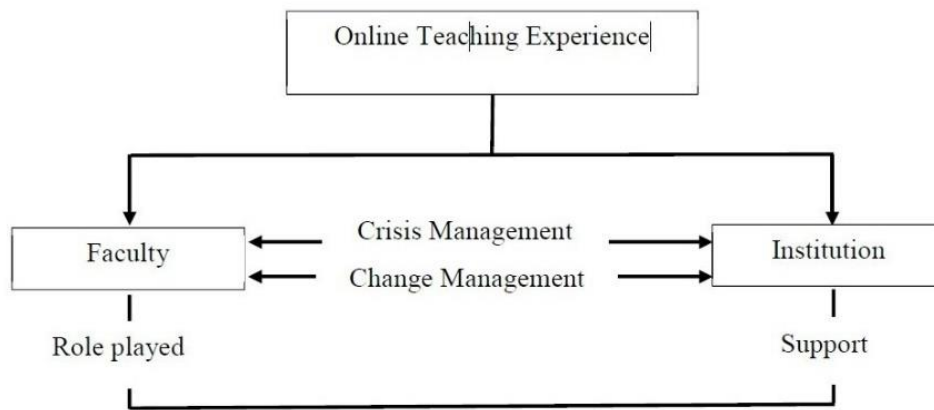 Online Teaching Experience
Crisis Management
Faculty
Institution
Change Management
Role played
Support